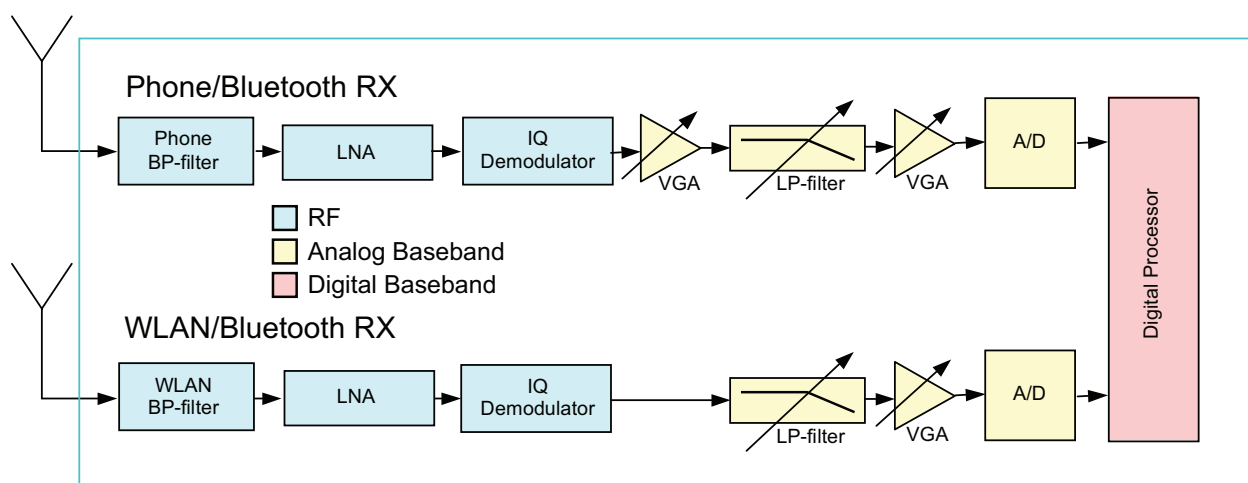 Phone/Bluetooth RX
Phone
BP-filter
LNA
IQ
Demodulator
VGA
LP-filter
VGA
A/D
Digital Processor
RF
Analog Baseband
Digital Baseband
WLAN/Bluetooth RX
WLAN
BP-filter
LNA
IQ
Demodulator
LP-filter
VGA
A/D